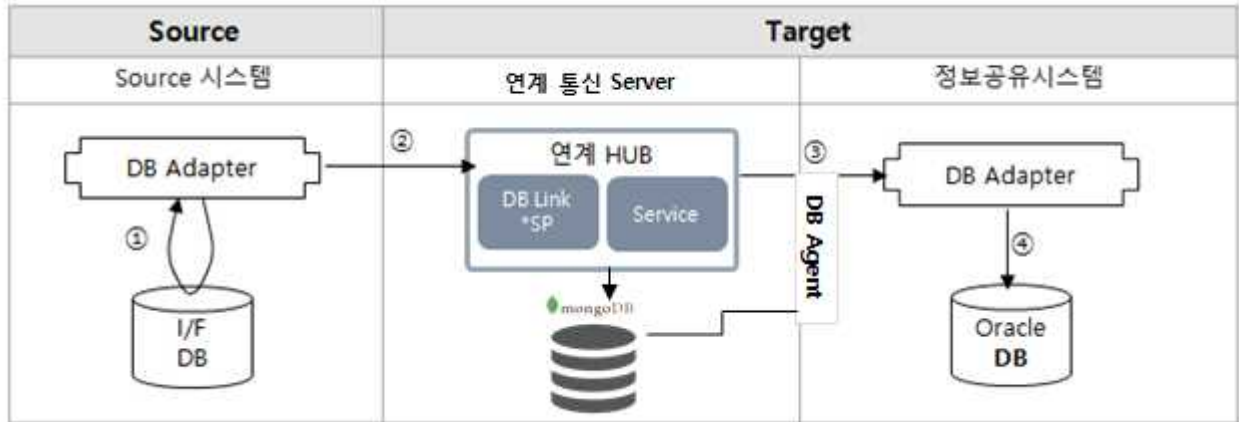 Source
Target
Source 시스템
연계 통신 Server
정보공유시스템
DB Adapter
①
I/F
DB
②
연계 HUB
DB Link
*SP
Service
mongoDB
③
DB Agent
DB Adapter
④
Oracle
DB